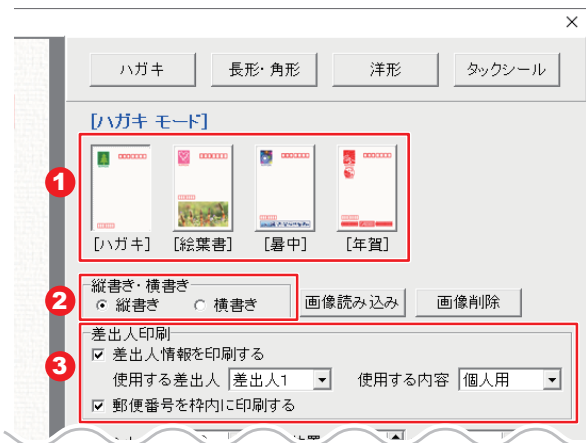 ハガキ 長形・角形 洋形 タックシール
[ハガキ モード]
1
[ハガキ] [絵葉書] [暑中] [年賀]
縦書き・横書き
2 縦書き 横書き 画像読み込み 画像削除
差出人印刷
3 差出人情報を印刷する
使用する差出人 差出人1 使用する内容 個人用
郵便番号を枠内に印刷する